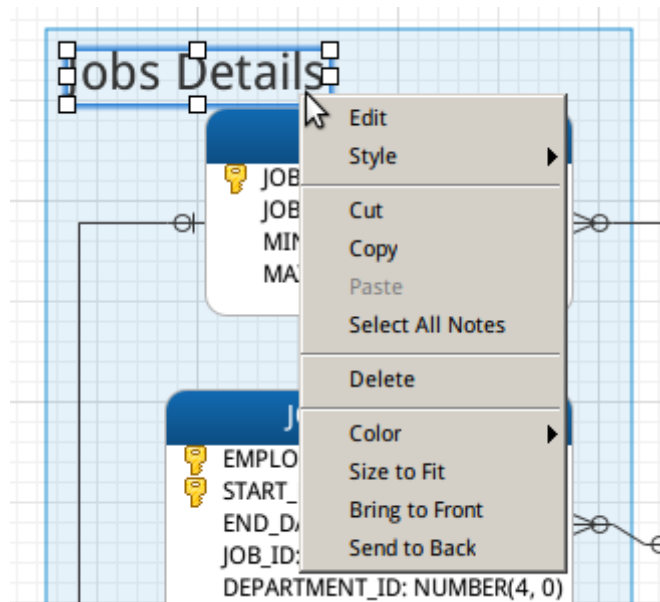 Jobs Details
Edit
Style
Cut
Copy
Paste
Select All Notes
Delete
Color
Size to Fit
Bring to Front
Send to Back
JOB
JOB
MIN
MA
J
EMPLO
START_
END_DA
JOB_ID:
DEPARTMENT_ID: NUMBER(4, 0)